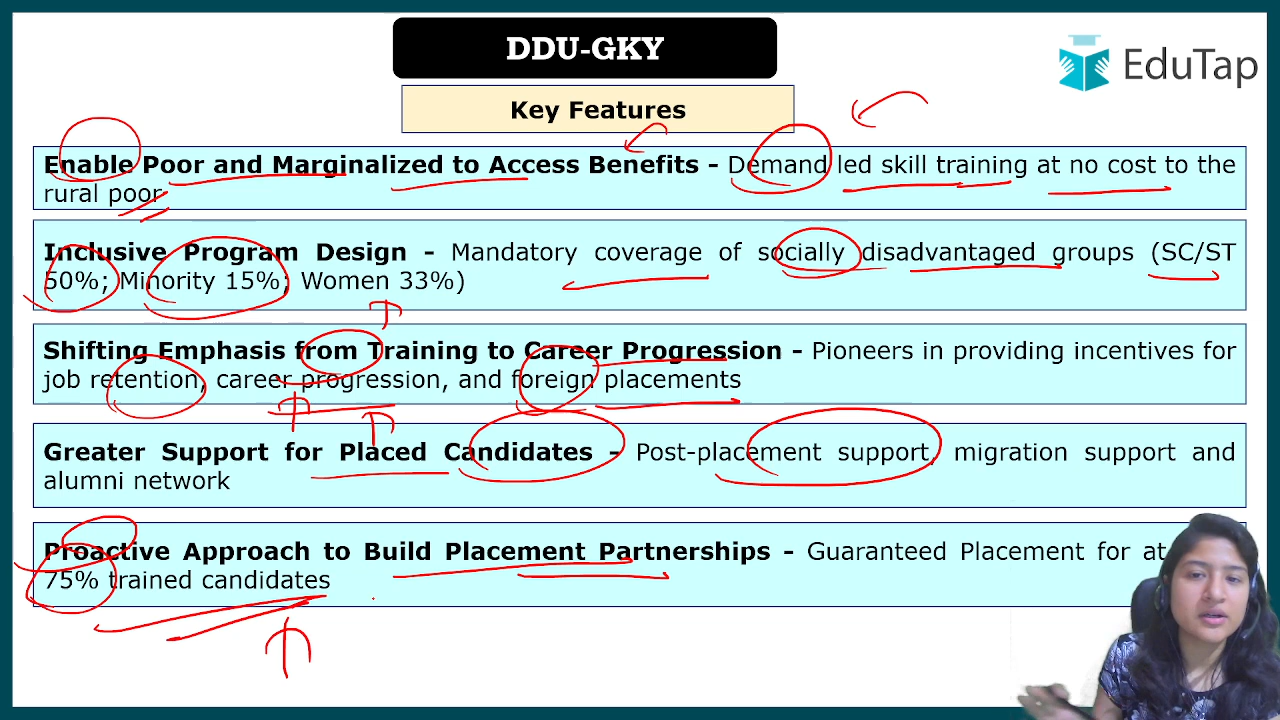 DDU-GKY
EduTap
Key Features
Enable Poor and Marginalized to Access Benefits – Demand led skill training at no cost to the
rural poor
Inclusive Program Design – Mandatory coverage of socially disadvantaged groups (SC/ST
50%; Minority 15%; Women 33%)
Shifting Emphasis from Training to Career Progression – Pioneers in providing incentives for
job retention, career progression, and foreign placements
Greater Support for Placed Candidates – Post-placement support, migration support and
alumni network
Proactive Approach to Build Placement Partnerships – Guaranteed Placement for at
75% trained candidates